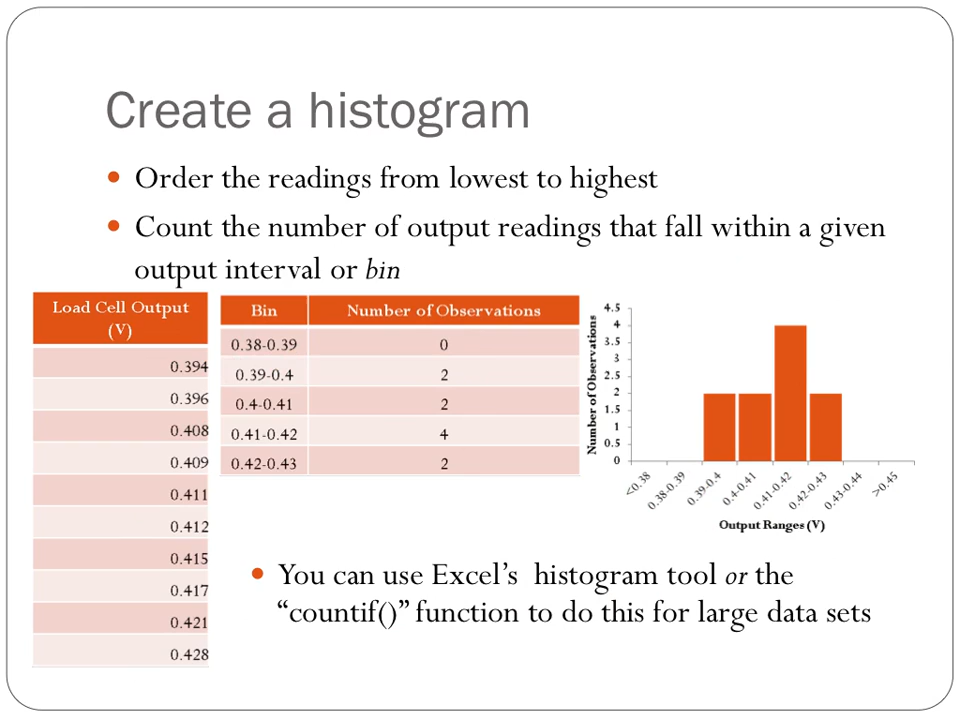 Create a histogram
• Order the readings from lowest to highest
• Count the number of output readings that fall within a given
output interval or bin
Load Cell Output
(V)
0.394
0.396
0.408
0.409
0.411
0.412
0.415
0.417
0.421
0.428
Bin Number of Observations
0.38-0.39 0
0.39-0.4 2
0.4-0.41 2
0.41-0.42 4
0.42-0.43 2
Number of Observations
4.5
4
3.5
3
2.5
2
1.5
1
0.5
0
<0.38 0.38-0.39 0.39-0.4 0.4-0.41 0.41-0.42 0.42-0.43 0.43-0.44 >0.45
Output Ranges (V)
• You can use Excel’s histogram tool or the
“countif()” function to do this for large data sets